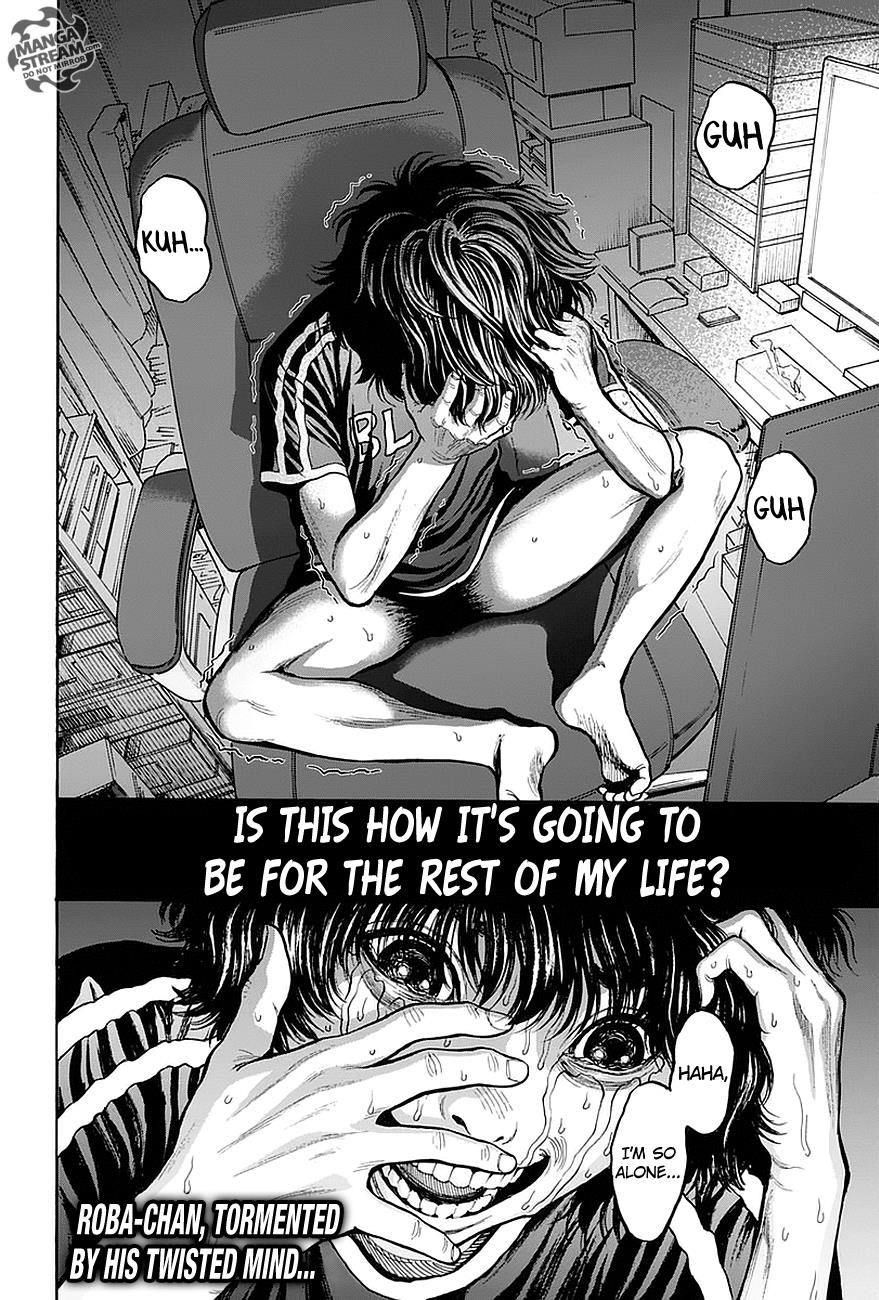 MANGA
STREAM.com
DO NOT MIRROR
GUH
KUH...
BL
GUH
IS THIS HOW IT'S GOING TO
BE FOR THE REST OF MY LIFE?
HAHA,
I'M SO
ALONE...
ROBA-CHAN, TORMENTED
BY HIS TWISTED MIND...